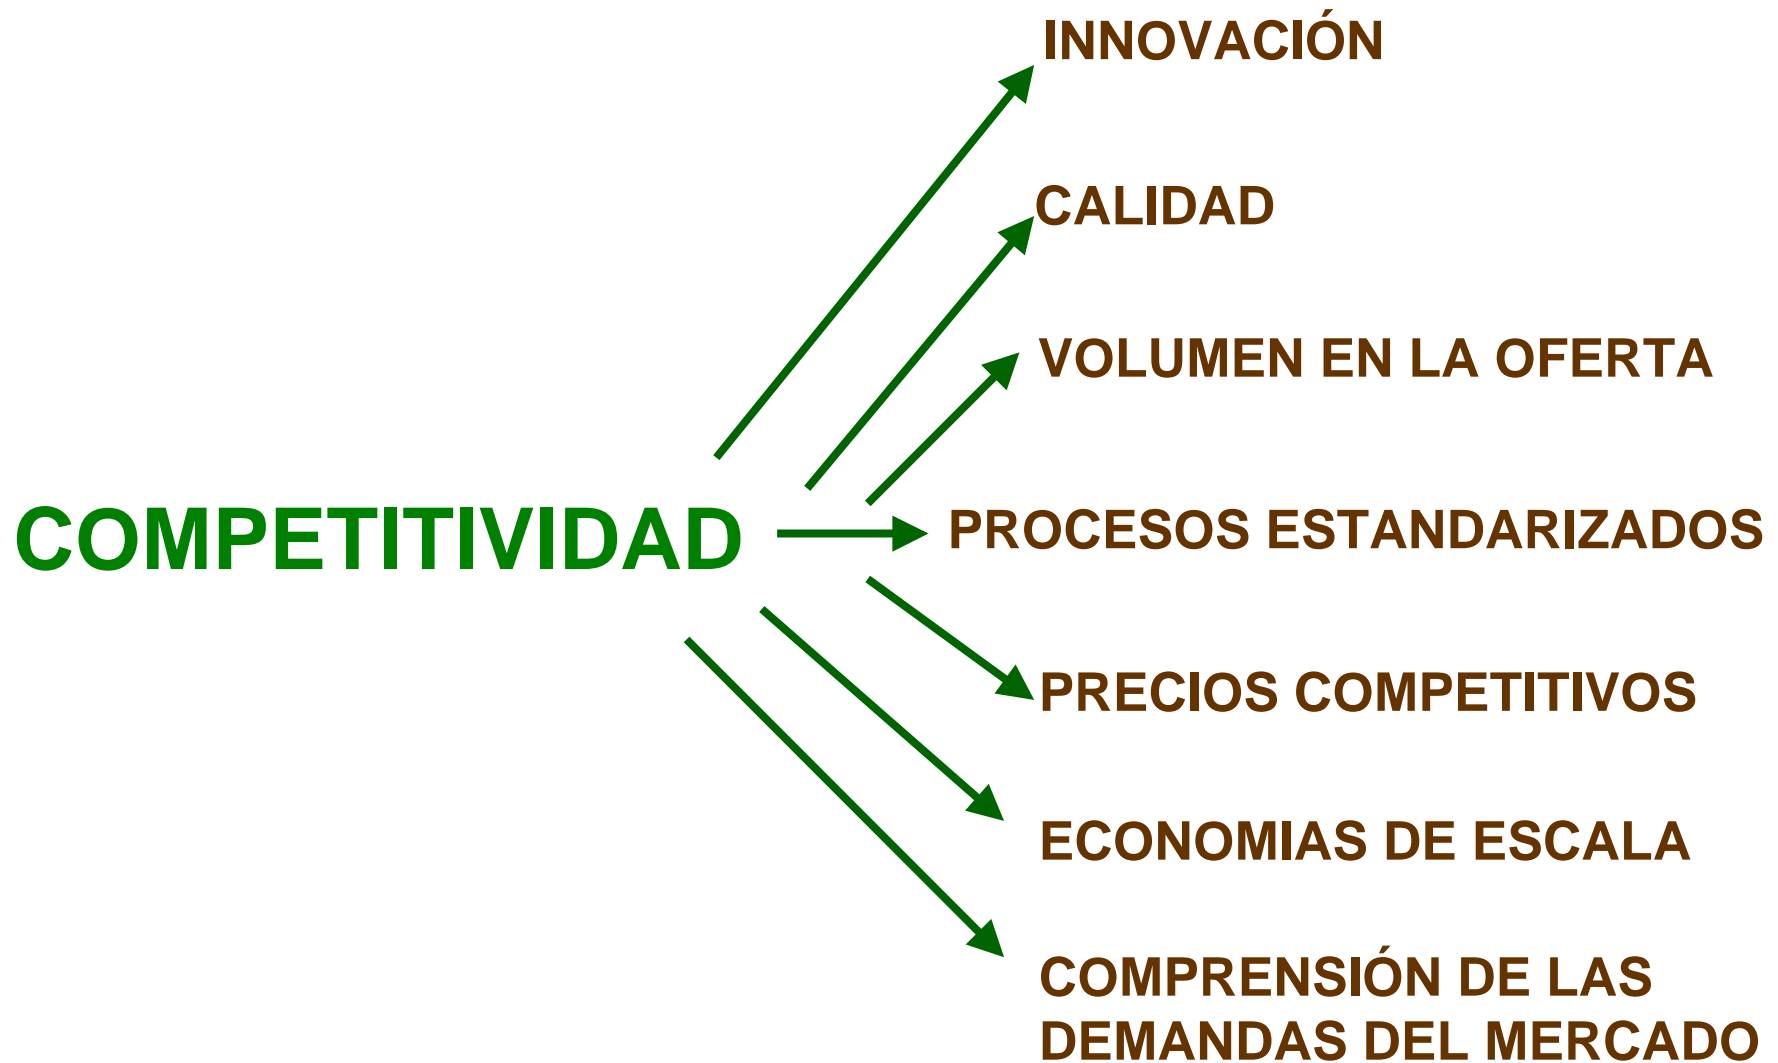 INNOVACIÓN
CALIDAD
VOLUMEN EN LA OFERTA
COMPETITIVIDAD
PROCESOS ESTANDARIZADOS
PRECIOS COMPETITIVOS
ECONOMIAS DE ESCALA
COMPRENSIÓN DE LAS
DEMANDAS DEL MERCADO